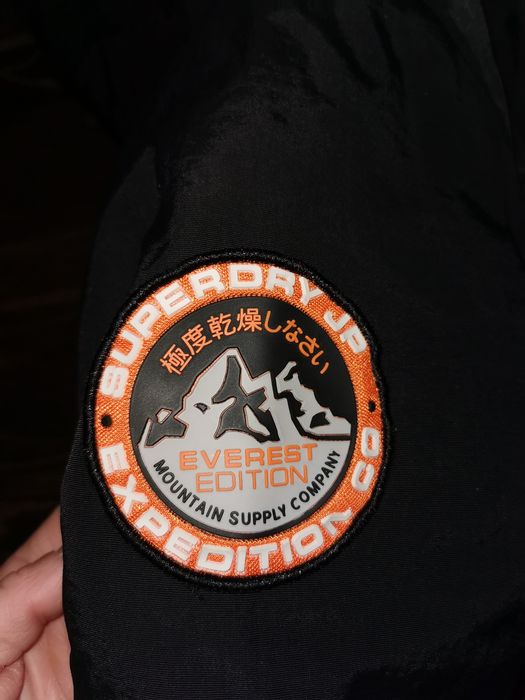 SUPERDRY JP
極度乾燥しなさい
EVEREST
EDITION
MOUNTAIN SUPPLY COMPANY
EXPEDITION CO